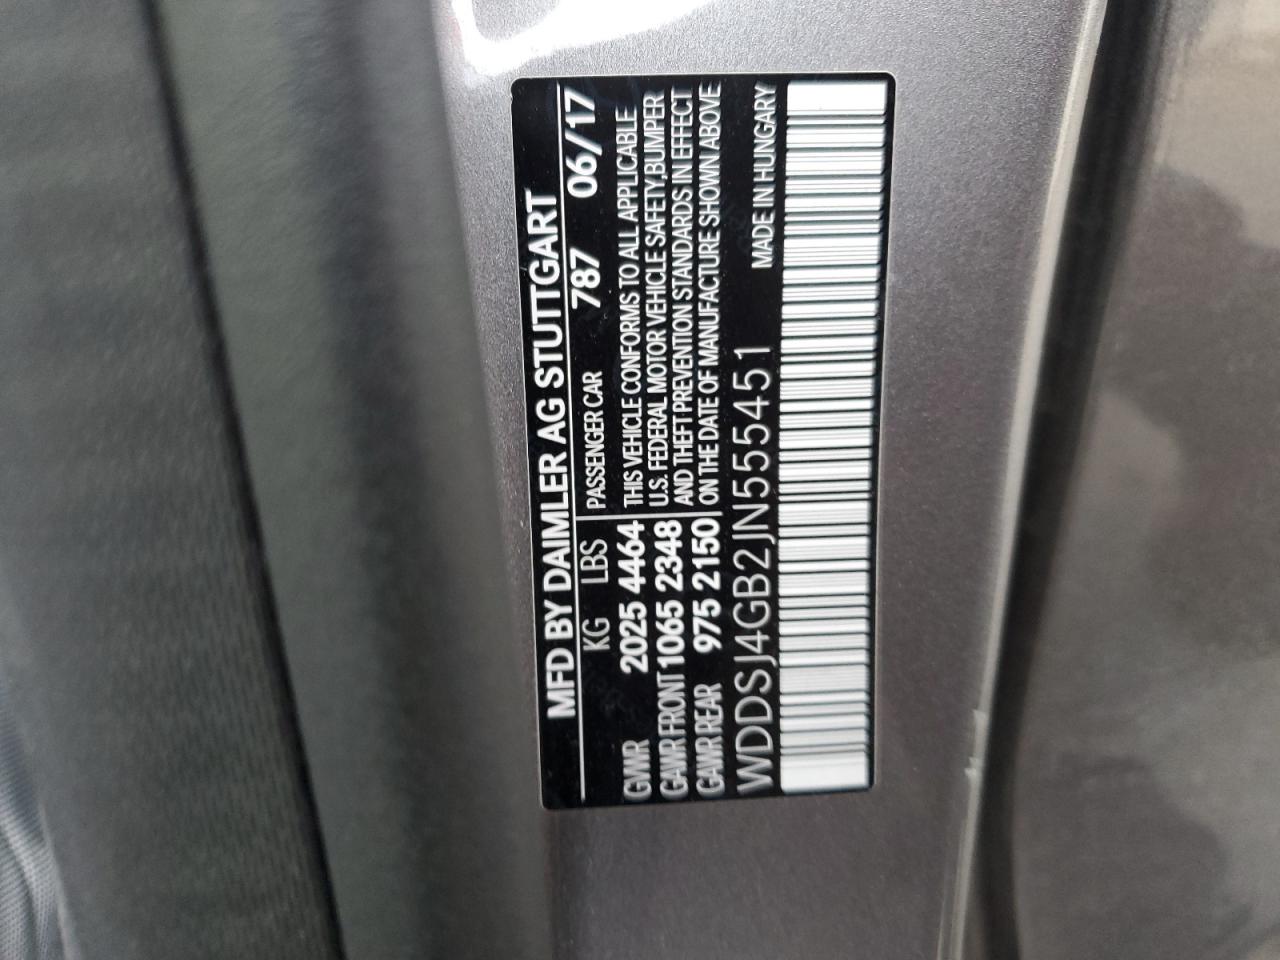 MFD BY DAIMLER AG STUTTGART
KG LBS PASSENGER CAR 787 06/17
GVWR 2025 4464 THIS VEHICLE CONFORMS TO ALL APPLICABLE
GAWR FRONT 1065 2348 U.S. FEDERAL MOTOR VEHICLE SAFETY,BUMPER
GAWR REAR 975 2150 AND THEFT PREVENTION STANDARDS IN EFFECT
ON THE DATE OF MANUFACTURE SHOWN ABOVE
WDDSJ4GB2JN555451 MADE IN HUNGARY